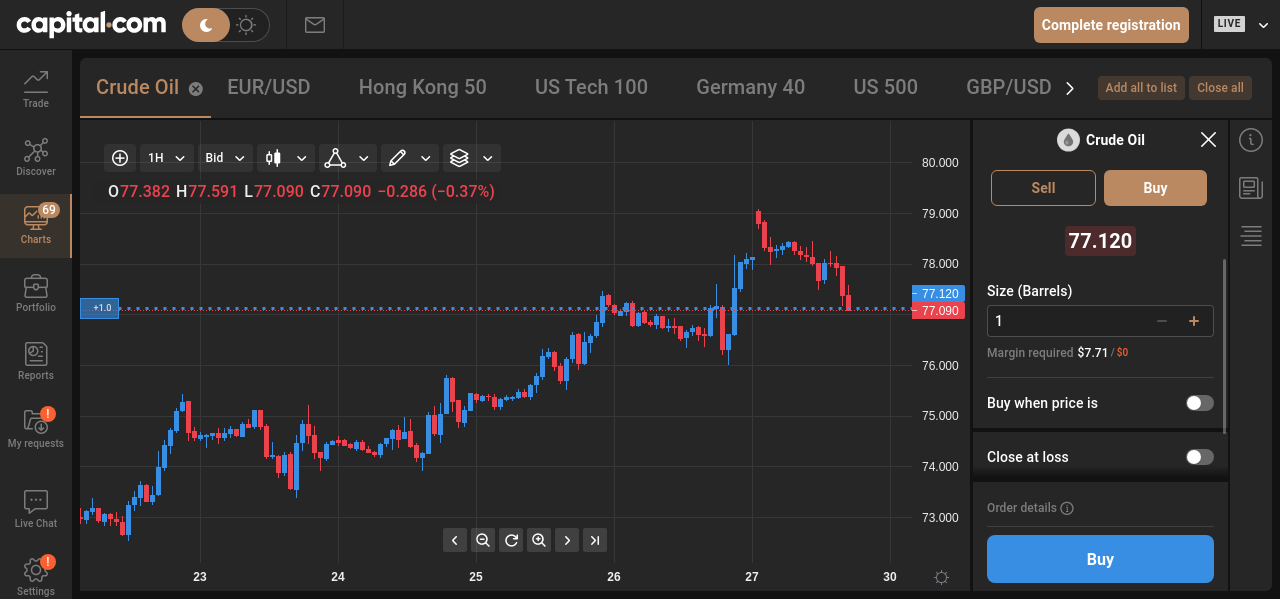 capital.com
Complete registration
LIVE
Trade
Discover
69
Charts
Portfolio
Reports
!
My requests
Live Chat
!
Settings
Crude Oil
EUR/USD
Hong Kong 50
US Tech 100
Germany 40
US 500
GBP/USD
Add all to list
Close all
1H
Bid
O77.382 H77.591 L77.090 C77.090 −0.286 (−0.37%)
80.000
79.000
78.000
77.120
77.090
76.000
75.000
74.000
73.000
+1.0
23 24 25 26 27 30
Crude Oil
Sell
Buy
77.120
Size (Barrels)
1
Margin required $7.71 / $0
Buy when price is
Close at loss
Order details
Buy